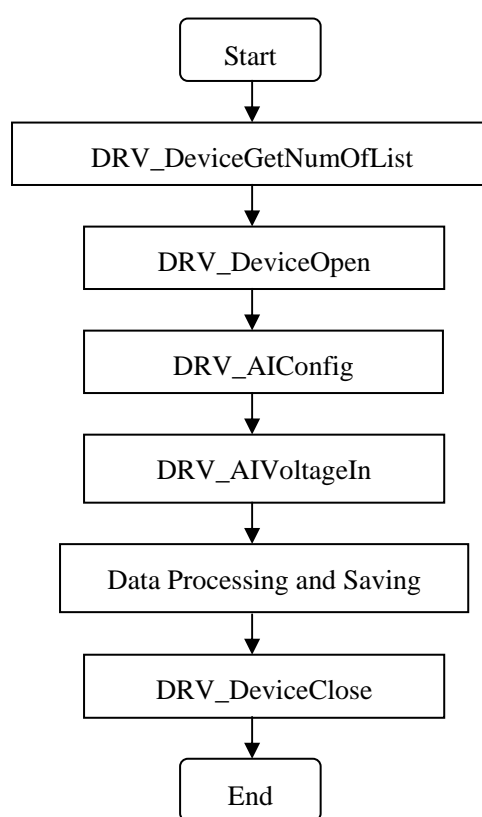 Start
DRV_DeviceGetNumOfList
DRV_DeviceOpen
DRV_AIConfig
DRV_AIVoltageIn
Data Processing and Saving
DRV_DeviceClose
End